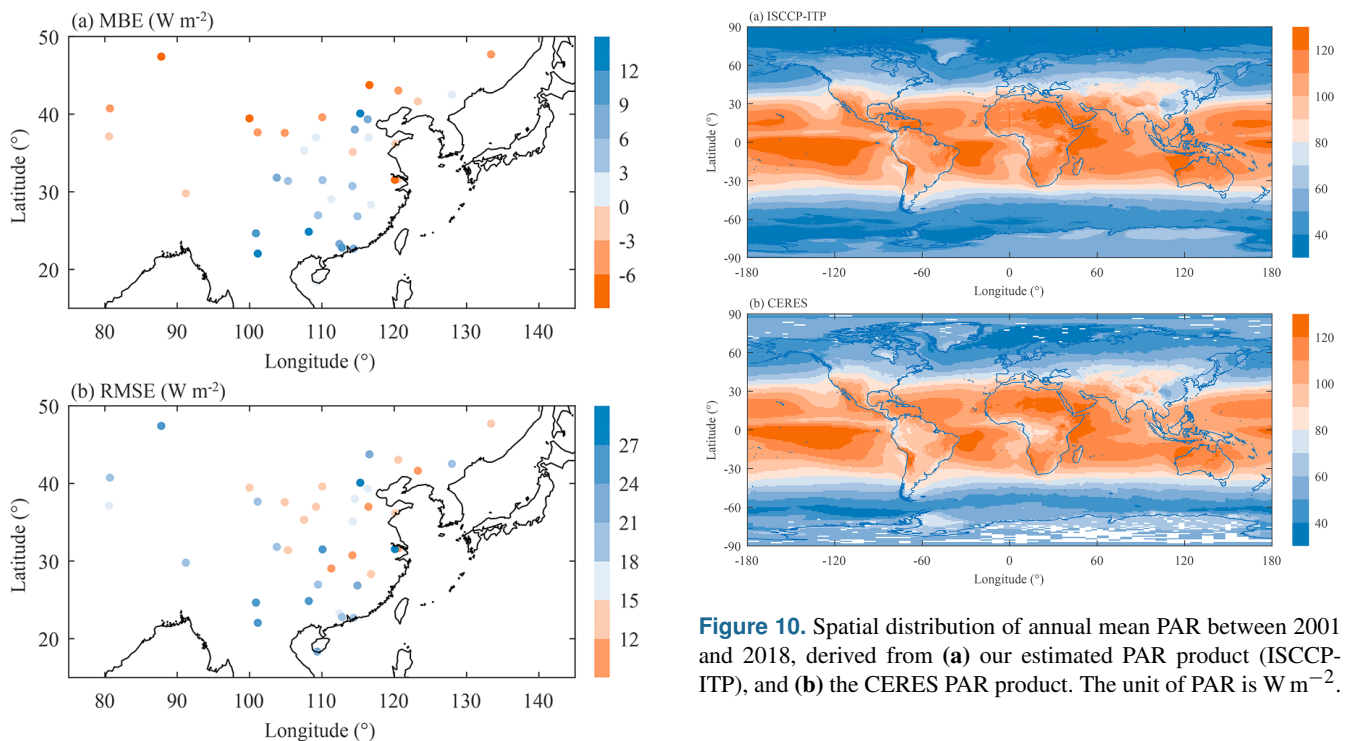 (a) MBE (W m-2)
50
40
30
20
Latitude (°)
80 90 100 110 120 130 140
Longitude (°)
12
9
6
3
0
-3
-6
(b) RMSE (W m-2)
50
40
30
20
Latitude (°)
80 90 100 110 120 130 140
Longitude (°)
27
24
21
18
15
12
(a) ISCCP-ITP
90
60
30
0
-30
-60
-90
Latitude (°)
-180 -120 -60 0 60 120 180
Longitude (°)
120
100
80
60
40
(b) CERES
90
60
30
0
-30
-60
-90
Latitude (°)
-180 -120 -60 0 60 120 180
Longitude (°)
120
100
80
60
40
Figure 10. Spatial distribution of annual mean PAR between 2001
and 2018, derived from (a) our estimated PAR product (ISCCP-
ITP), and (b) the CERES PAR product. The unit of PAR is W m−2.